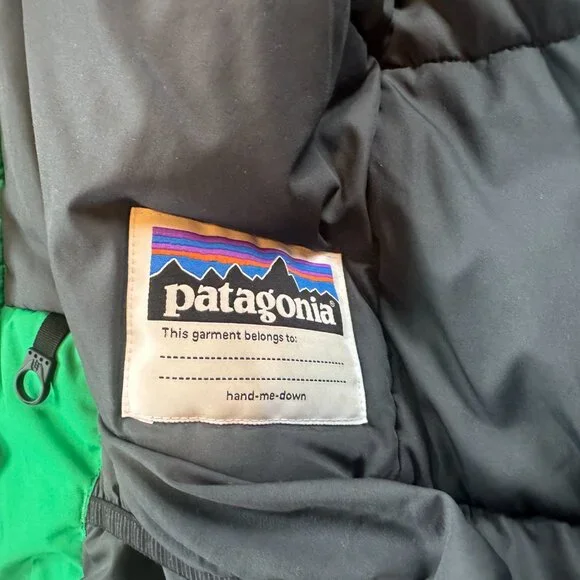 patagonia®
This garment belongs to:
hand-me-down